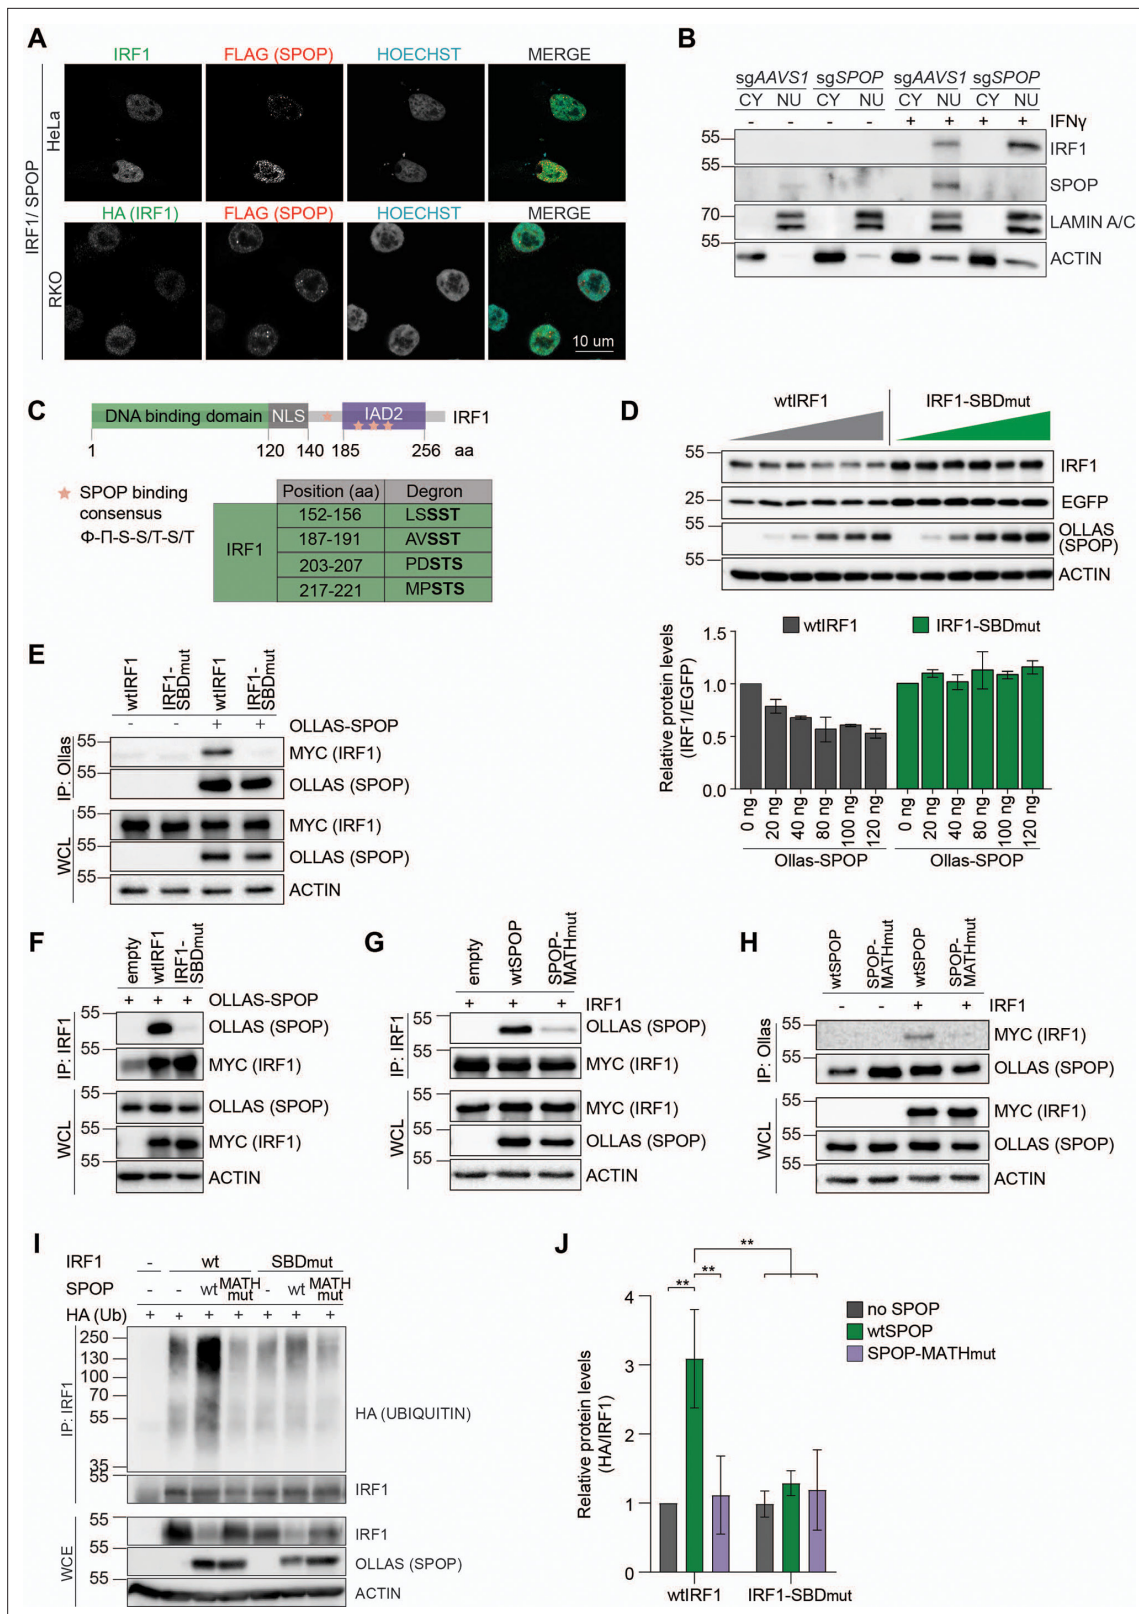 A
IRF1 FLAG (SPOP) HOECHST MERGE
IRF1/ SPOP
HeLa
HA (IRF1) FLAG (SPOP) HOECHST MERGE
RKO
10 um
B
sgAAVS1 sgSPOP sgAAVS1 sgSPOP
CY NU CY NU CY NU CY NU
- - - - + + + + IFNγ
55 IRF1
55
SPOP
70 LAMIN A/C
55
ACTIN
C
DNA binding domain NLS IAD2 IRF1
1 120 140 185 256 aa
★ SPOP binding
consensus
Φ-Π-S-S/T-S/T
Position (aa) Degron
IRF1
152-156 LSSST
187-191 AVSST
203-207 PDSTS
217-221 MPSTS
D
wtIRF1 IRF1-SBDmut
55 IRF1
25 EGFP
55 OLLAS
(SPOP)
55 ACTIN
wtIRF1 IRF1-SBDmut
Relative protein levels
(IRF1/EGFP)
1.5
1.0
0.5
0.0
0 ng 20 ng 40 ng 80 ng 100 ng 120 ng 0 ng 20 ng 40 ng 80 ng 100 ng 120 ng
Ollas-SPOP Ollas-SPOP
E
wtIRF1 IRF1-SBDmut wtIRF1 IRF1-SBDmut
- - + + OLLAS-SPOP
IP: Ollas
55 MYC (IRF1)
55 OLLAS (SPOP)
WCL
55 MYC (IRF1)
55 OLLAS (SPOP)
55 ACTIN
F
empty wtIRF1 IRF1-SBDmut
+ + + OLLAS-SPOP
IP: IRF1
55 OLLAS (SPOP)
55 MYC (IRF1)
WCL
55 OLLAS (SPOP)
55 MYC (IRF1)
55 ACTIN
G
empty wtSPOP SPOP-MATHmut
+ + + IRF1
IP: IRF1
55 OLLAS (SPOP)
55 MYC (IRF1)
WCL
55 MYC (IRF1)
55 OLLAS (SPOP)
55 ACTIN
H
wtSPOP SPOP-MATHmut wtSPOP SPOP-MATHmut
- - + + IRF1
IP: Ollas
55 MYC (IRF1)
55 OLLAS (SPOP)
WCL
55 MYC (IRF1)
55 OLLAS (SPOP)
55 ACTIN
I
IRF1 - wt SBDmut
SPOP - wt MATH mut - wt MATH mut
HA (Ub) + + + + + + +
IP: IRF1
250
130
100
70
55
35
HA (UBIQUITIN)
35
IRF1
WCE
55 IRF1
55 OLLAS (SPOP)
55 ACTIN
J
**
** **
no SPOP
wtSPOP
SPOP-MATHmut
Relative protein levels
(HA/IRF1)
4
3
2
1
0
wtIRF1 IRF1-SBDmut